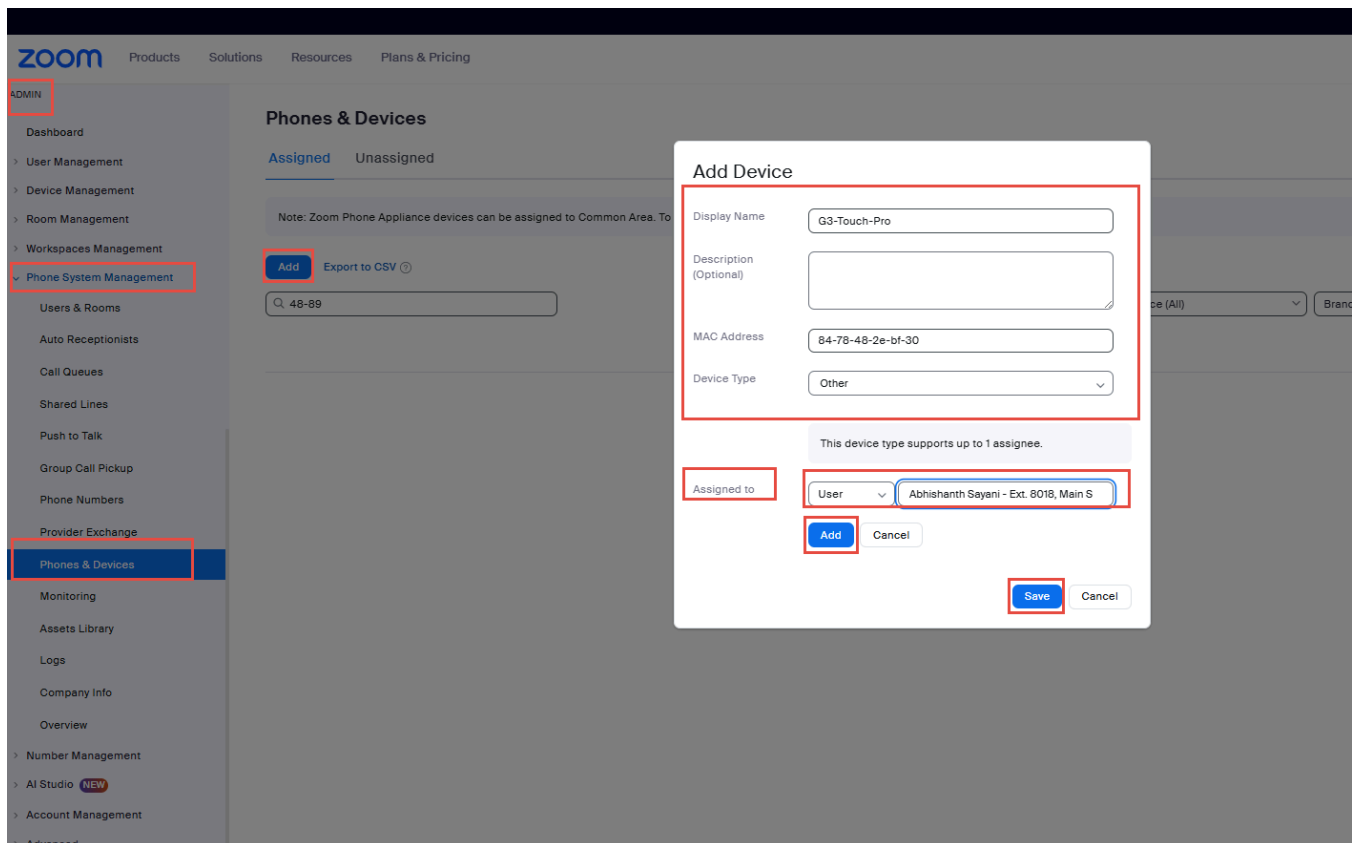 zoom Products Solutions Resources Plans & Pricing
ADMIN
Dashboard
User Management
Device Management
Room Management
Workspaces Management
Phone System Management
Users & Rooms
Auto Receptionists
Call Queues
Shared Lines
Push to Talk
Group Call Pickup
Phone Numbers
Provider Exchange
Phones & Devices
Monitoring
Assets Library
Logs
Company Info
Overview
Number Management
AI Studio NEW
Account Management
Advanced
Phones & Devices
Assigned Unassigned
Note: Zoom Phone Appliance devices can be assigned to Common Area. To
Add Export to CSV ?
48-89
ce (All)
Branc
Add Device
Display Name G3-Touch-Pro
Description
(Optional)
MAC Address 84-78-48-2e-bf-30
Device Type Other
This device type supports up to 1 assignee.
Assigned to User Abhishanth Sayani - Ext. 8018, Main S
Add Cancel
Save Cancel